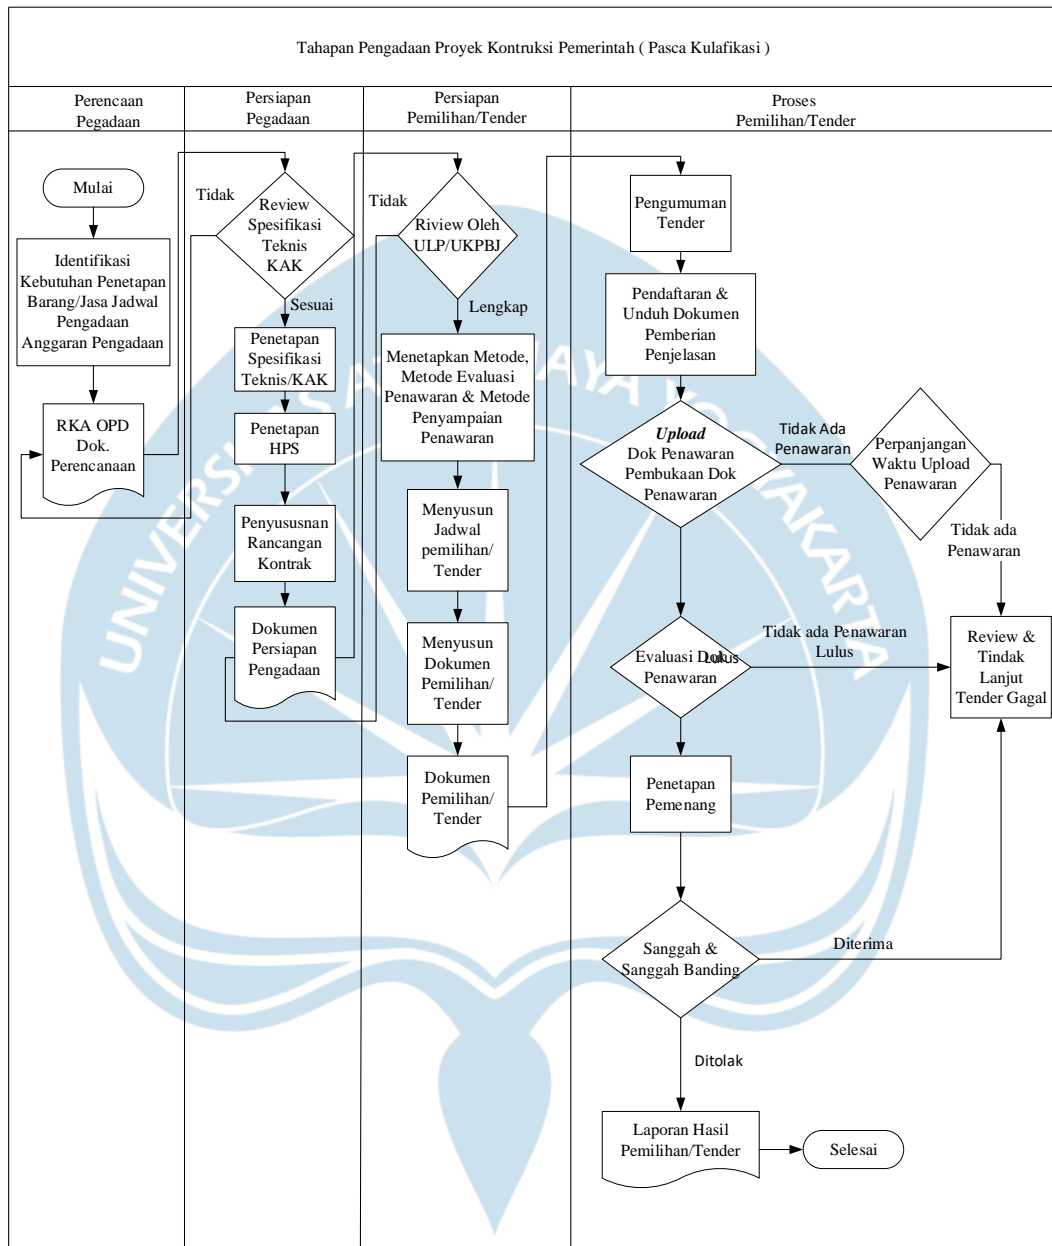 Tahapan Pengadaan Proyek Kontruksi Pemerintah ( Pasca Kulafikasi )
Perencaan
Pegadaan
Persiapan
Pegadaan
Persiapan
Pemilihan/Tender
Proses
Pemilihan/Tender
Mulai
Identifikasi
Kebutuhan Penetapan
Barang/Jasa Jadwal
Pengadaan
Anggaran Pengadaan
RKA OPD
Dok.
Perencanaan
Tidak
Review
Spesifikasi
Teknis
KAK
Sesuai
Penetapan
Spesifikasi
Teknis/KAK
Penetapan
HPS
Penyususnan
Rancangan
Kontrak
Dokumen
Persiapan
Pengadaan
Tidak
Riview Oleh
ULP/UKPBJ
Lengkap
Menetapkan Metode,
Metode Evaluasi
Penawaran & Metode
Penyampaian
Penawaran
Menyusun
Jadwal
pemilihan/
Tender
Menyusun
Dokumen
Pemilihan/
Tender
Dokumen
Pemilihan/
Tender
Pengumuman
Tender
Pendaftaran &
Unduh Dokumen
Pemberian
Penjelasan
Upload
Dok Penawaran
Pembukaan Dok
Penawaran
Tidak Ada
Penawaran
Perpanjangan
Waktu Upload
Penawaran
Tidak ada
Penawaran
Evaluasi Dok
Penawaran
Lulus
Tidak ada Penawaran
Lulus
Review &
Tindak
Lanjut
Tender Gagal
Penetapan
Pemenang
Sanggah &
Sanggah Banding
Diterima
Ditolak
Laporan Hasil
Pemilihan/Tender
Selesai